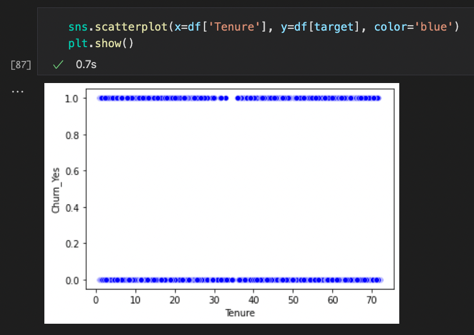 sns.scatterplot(x=df['Tenure'], y=df[target], color='blue')
plt.show()
[87] ✓ 0.7s
...
1.0
0.8
0.6
0.4
0.2
0.0
Churn_Yes
0 10 20 30 40 50 60 70
Tenure